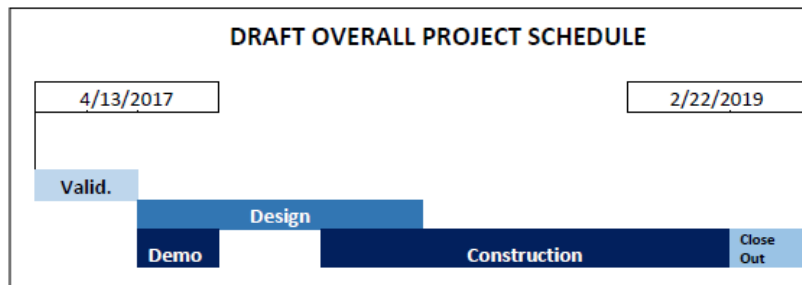 DRAFT OVERALL PROJECT SCHEDULE
4/13/2017 2/22/2019
Valid.
Design
Demo Construction Close
Out